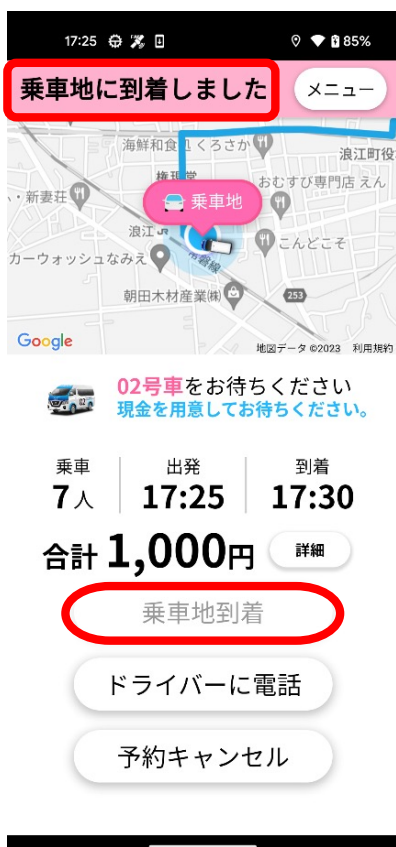 17:25
85%
乗車地に到着しました
メニュー
海鮮和食処くろさか
浪江町役
権現堂
おむすび専門店 えん
・新妻荘
乗車地
浪江
こんどこそ
カーウォッシュなみえ
常磐線
朝田木材産業㈱
253
Google
地図データ ©2023 利用規約
02号車をお待ちください
現金を用意してお待ちください。
乗車 出発 到着
7人 17:25 17:30
合計 1,000円 詳細
乗車地到着
ドライバーに電話
予約キャンセル